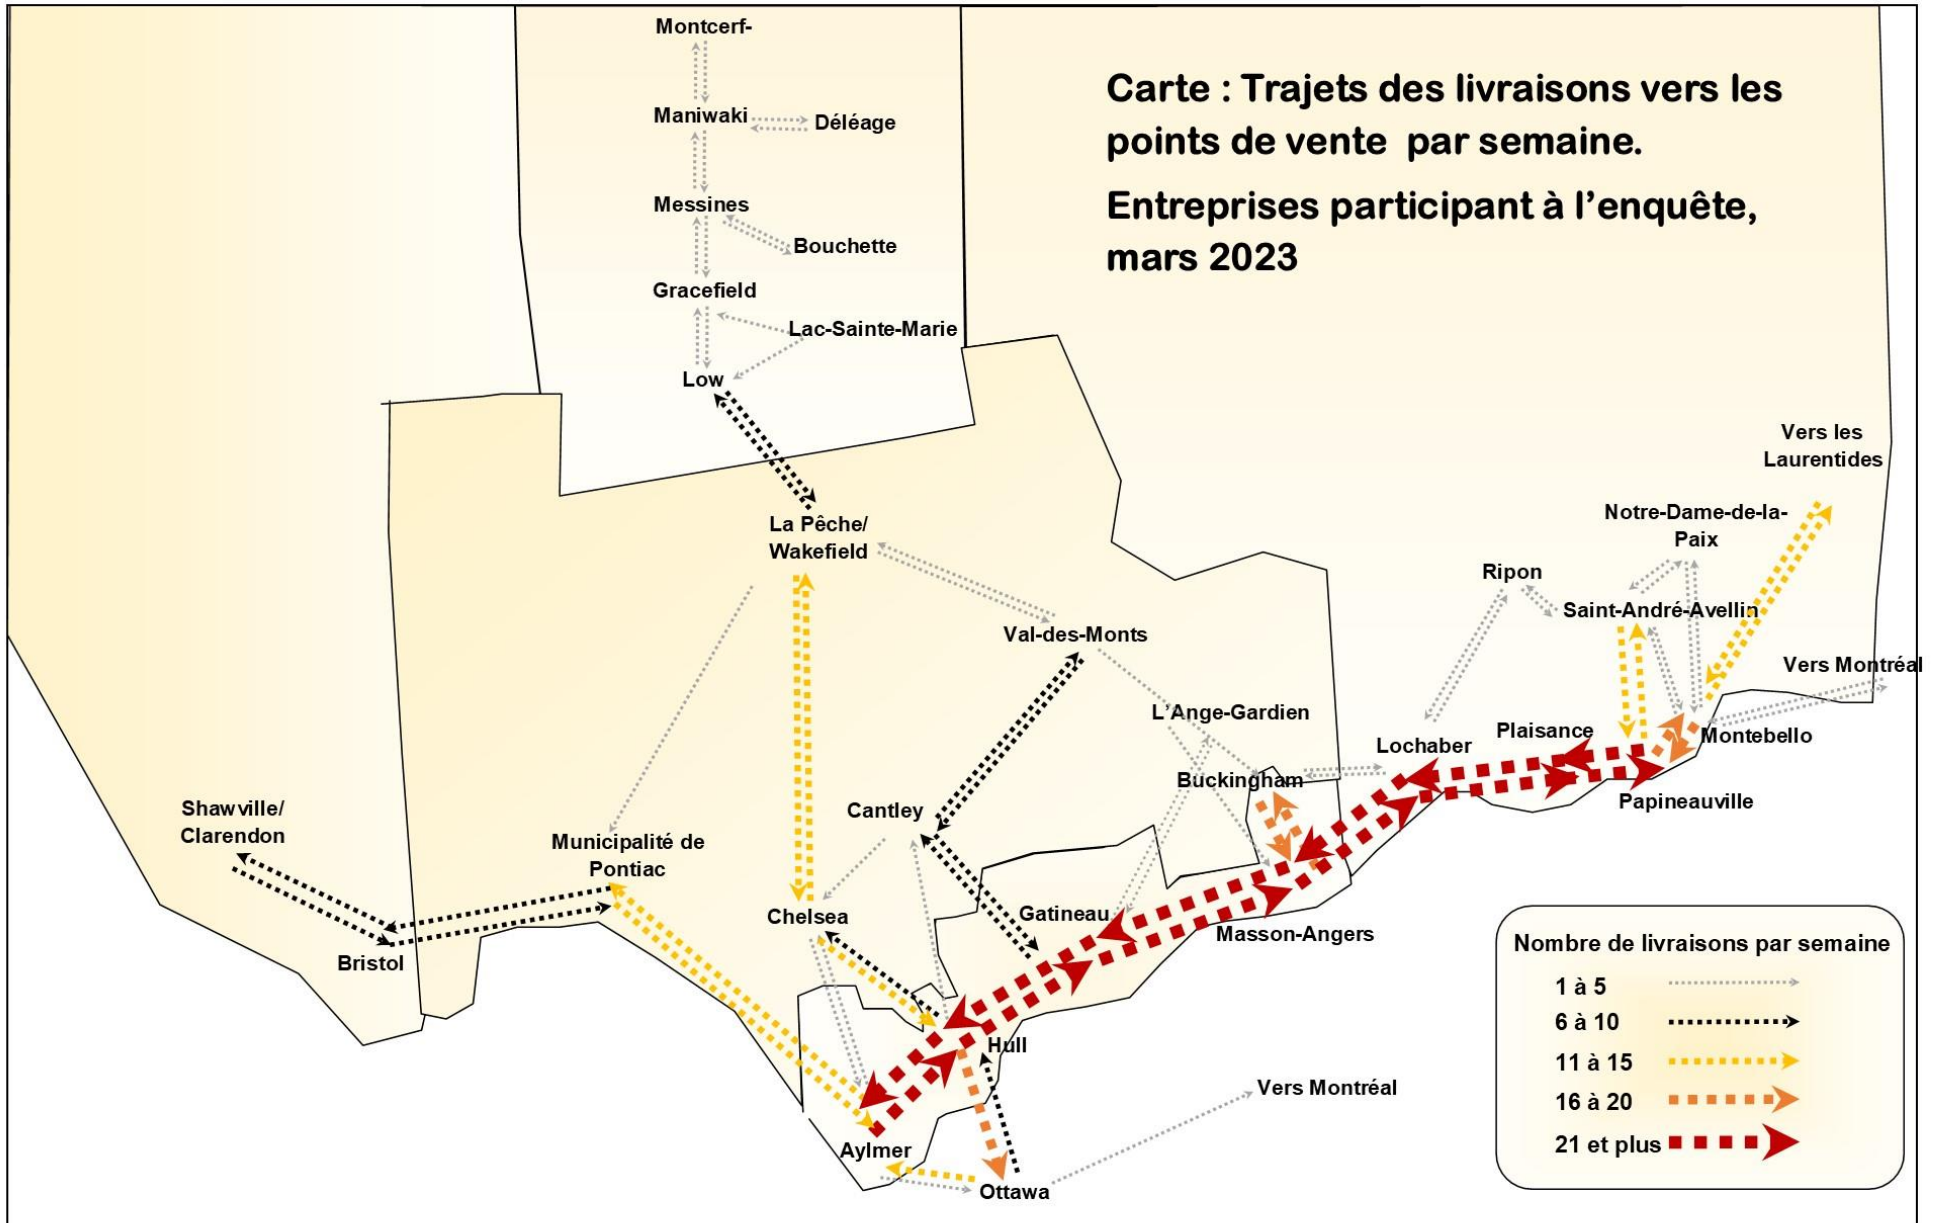 Montcerf-
Carte : Trajets des livraisons vers les
points de vente par semaine.
Entreprises participant à l’enquête,
mars 2023
Maniwaki
Déléage
Messines
Bouchette
Gracefield
Lac-Sainte-Marie
Low
Vers les
Laurentides
La Pêche/
Wakefield
Notre-Dame-de-la-
Paix
Ripon
Saint-André-Avellin
Val-des-Monts
Vers Montréal
L’Ange-Gardien
Plaisance
Lochaber
Montebello
Buckingham
Papineauville
Shawville/
Clarendon
Cantley
Municipalité de
Pontiac
Chelsea
Gatineau
Masson-Angers
Bristol
Hull
Vers Montréal
Aylmer
Ottawa
Nombre de livraisons par semaine
1 à 5
6 à 10
11 à 15
16 à 20
21 et plus